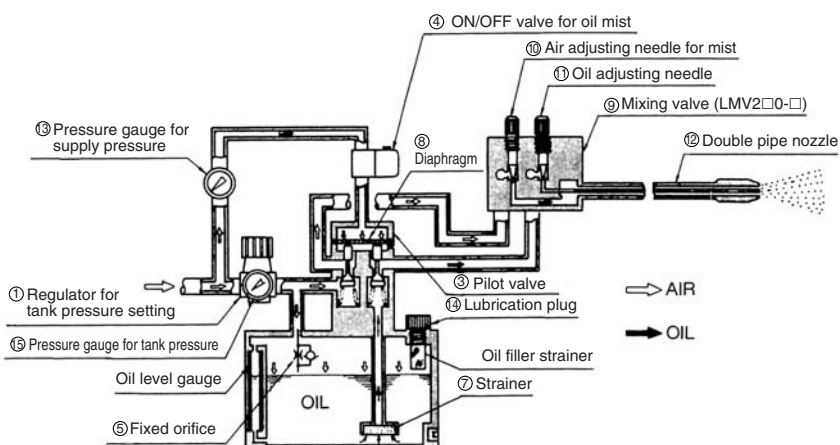 ④ ON/OFF valve for oil mist
⑩ Air adjusting needle for mist
⑪ Oil adjusting needle
⑨ Mixing valve (LMV2□0-□)
⑬ Pressure gauge for
supply pressure
⑧
Diaphragm
⑫ Double pipe nozzle
① Regulator for
tank pressure setting
③ Pilot valve
⑭ Lubrication plug
AIR
⑮ Pressure gauge for tank pressure
Oil filler strainer
OIL
Oil level gauge
OIL
⑦ Strainer
⑤ Fixed orifice